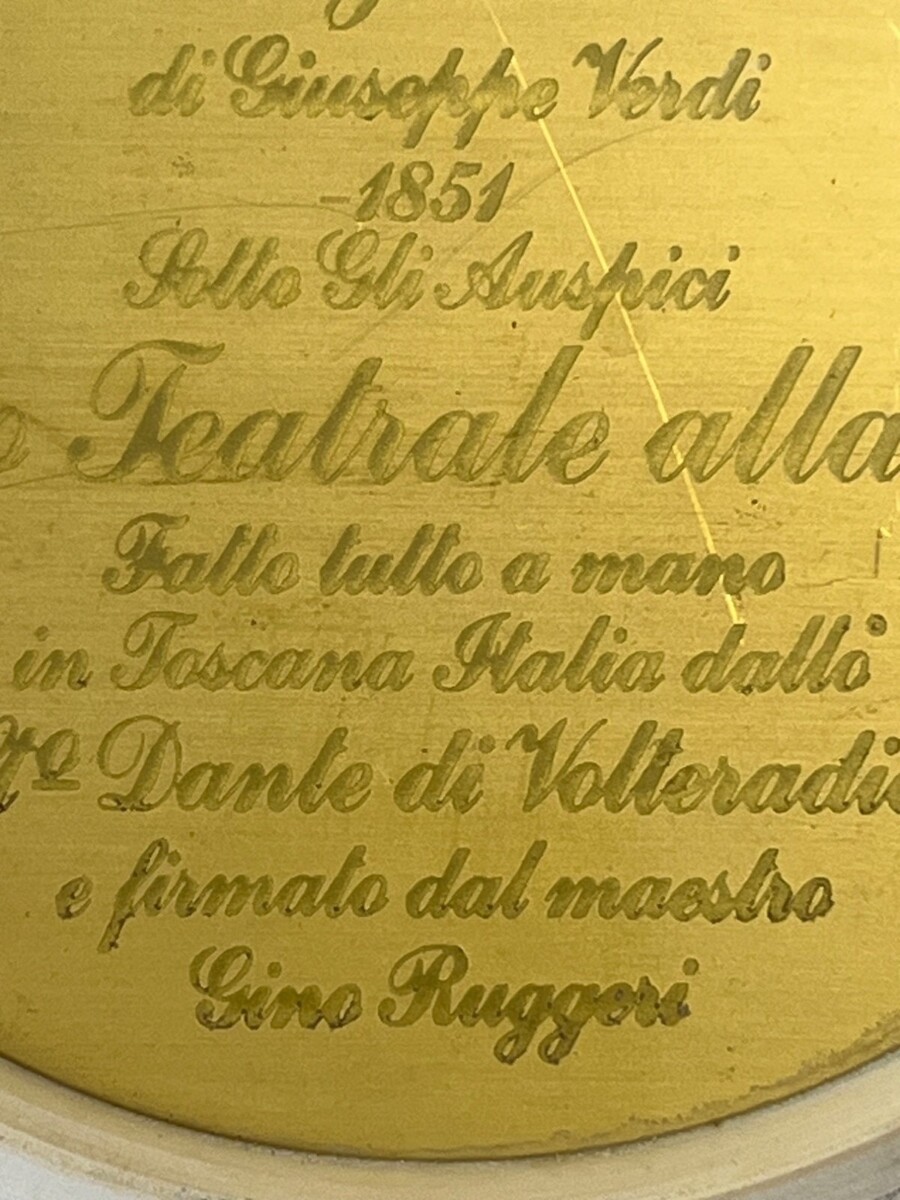 di Giuseppe Verdi
-1851
Sotto Gli Auspici
Teatrale alla
Fatto tutto a mano
in Toscana Italia dallo
Dante di Volteradici
e firmato dal maestro
Gino Ruggeri